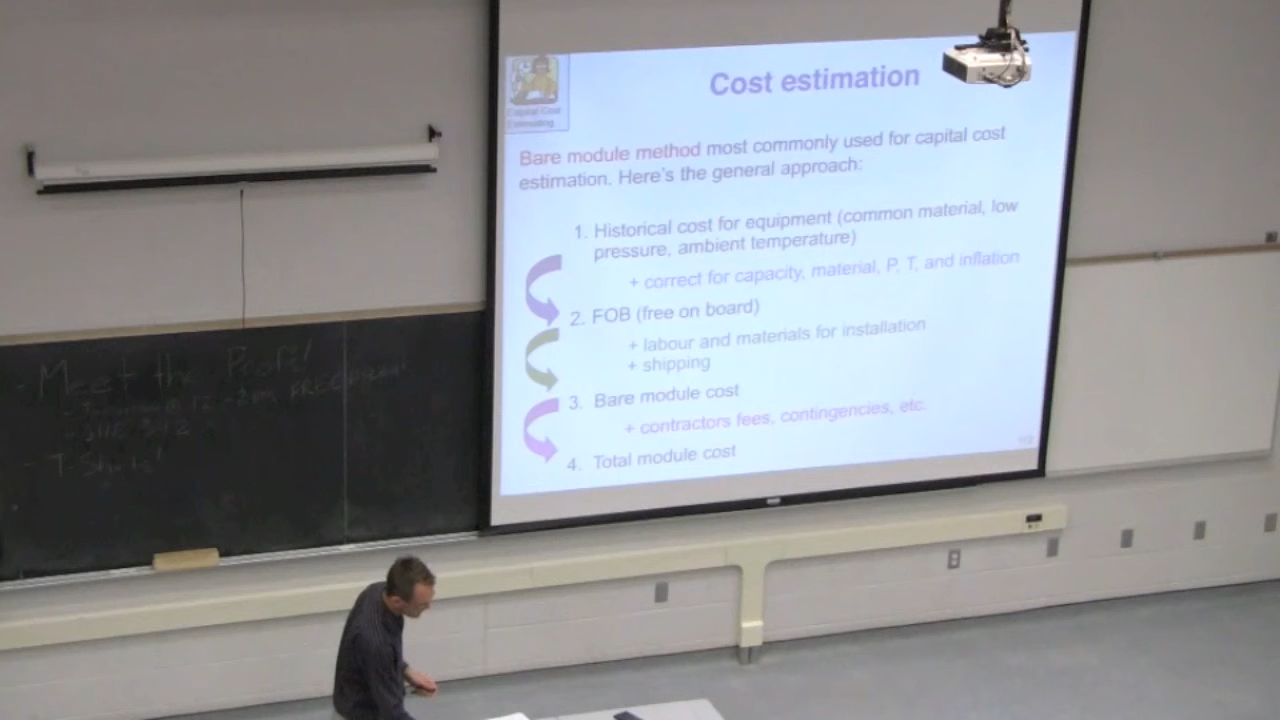 Cost estimation
Capital Cost
Estimating
Bare module method most commonly used for capital cost
estimation. Here's the general approach:
1. Historical cost for equipment (common material, low
pressure, ambient temperature)
+ correct for capacity, material, P, T, and inflation
2. FOB (free on board)
+ labour and materials for installation
+ shipping
3. Bare module cost
+ contractors fees, contingencies, etc.
4. Total module cost
- Meet the Profs!
- T-Shirts!